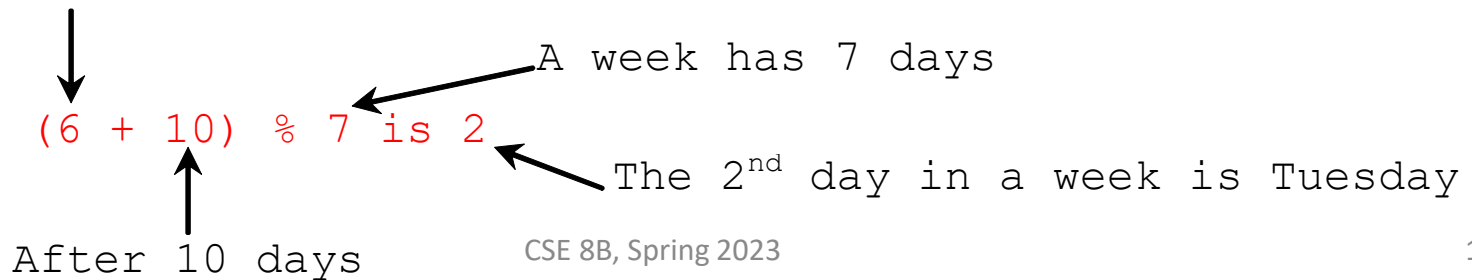 A week has 7 days
(6 + 10) % 7 is 2
The 2nd day in a week is Tuesday
After 10 days
CSE 8B, Spring 2023